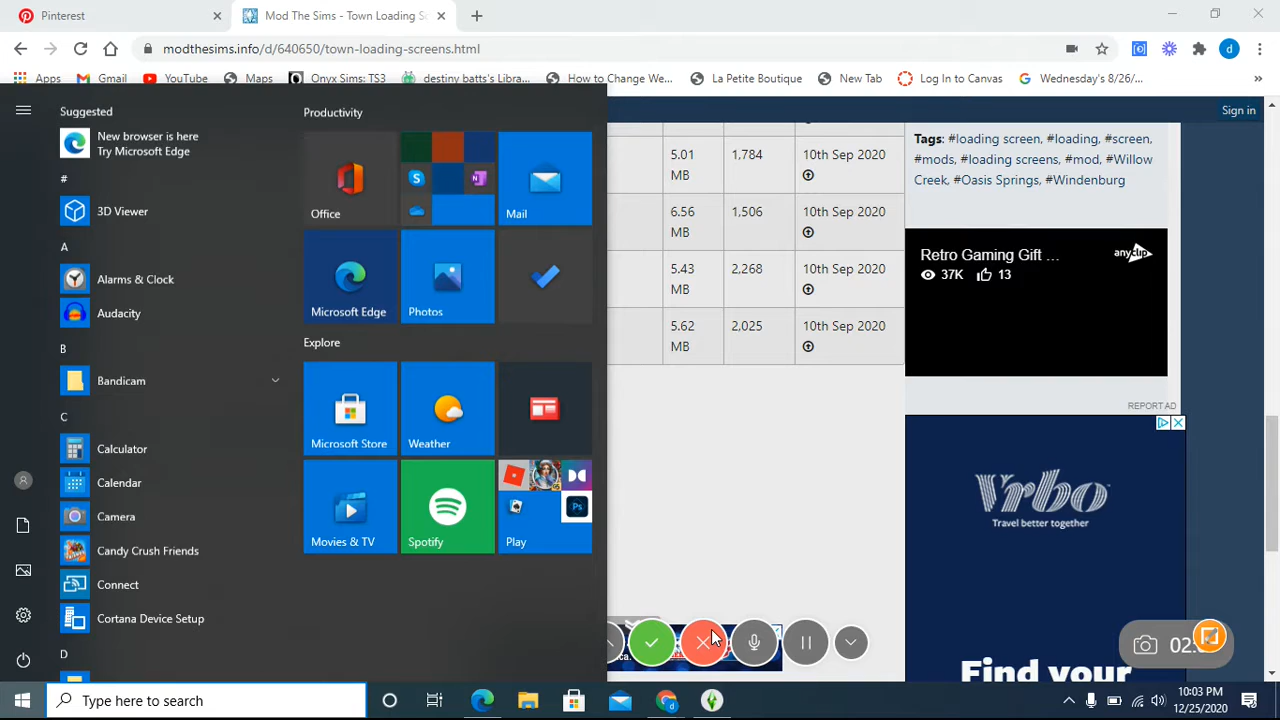 Pinterest
Mod The Sims - Town Loading Sc
modthesims.info/d/640650/town-loading-screens.html
d
Apps
Gmail
YouTube
Maps
Onyx Sims: TS3
destiny batts's Libra...
How to Change We...
La Petite Boutique
New Tab
Log In to Canvas
Wednesday's 8/26/...
»
Sign in
Suggested
New browser is here
Try Microsoft Edge
#
3D Viewer
A
Alarms & Clock
Audacity
B
Bandicam
C
Calculator
Calendar
Camera
Candy Crush Friends
Connect
Cortana Device Setup
D
Productivity
Office
Mail
Microsoft Edge
Photos
Explore
Microsoft Store
Weather
Movies & TV
Spotify
Play
Ps
5.01 MB 1,784 10th Sep 2020
6.56 MB 1,506 10th Sep 2020
5.43 MB 2,268 10th Sep 2020
5.62 MB 2,025 10th Sep 2020
Tags: #loading screen, #loading, #screen,
#mods, #loading screens, #mod, #Willow
Creek, #Oasis Springs, #Windenburg
Retro Gaming Gift ...
anyclip
37K 13
REPORT AD
Vrbo
Travel better together
Find your
02:
Type here to search
10:03 PM
12/25/2020